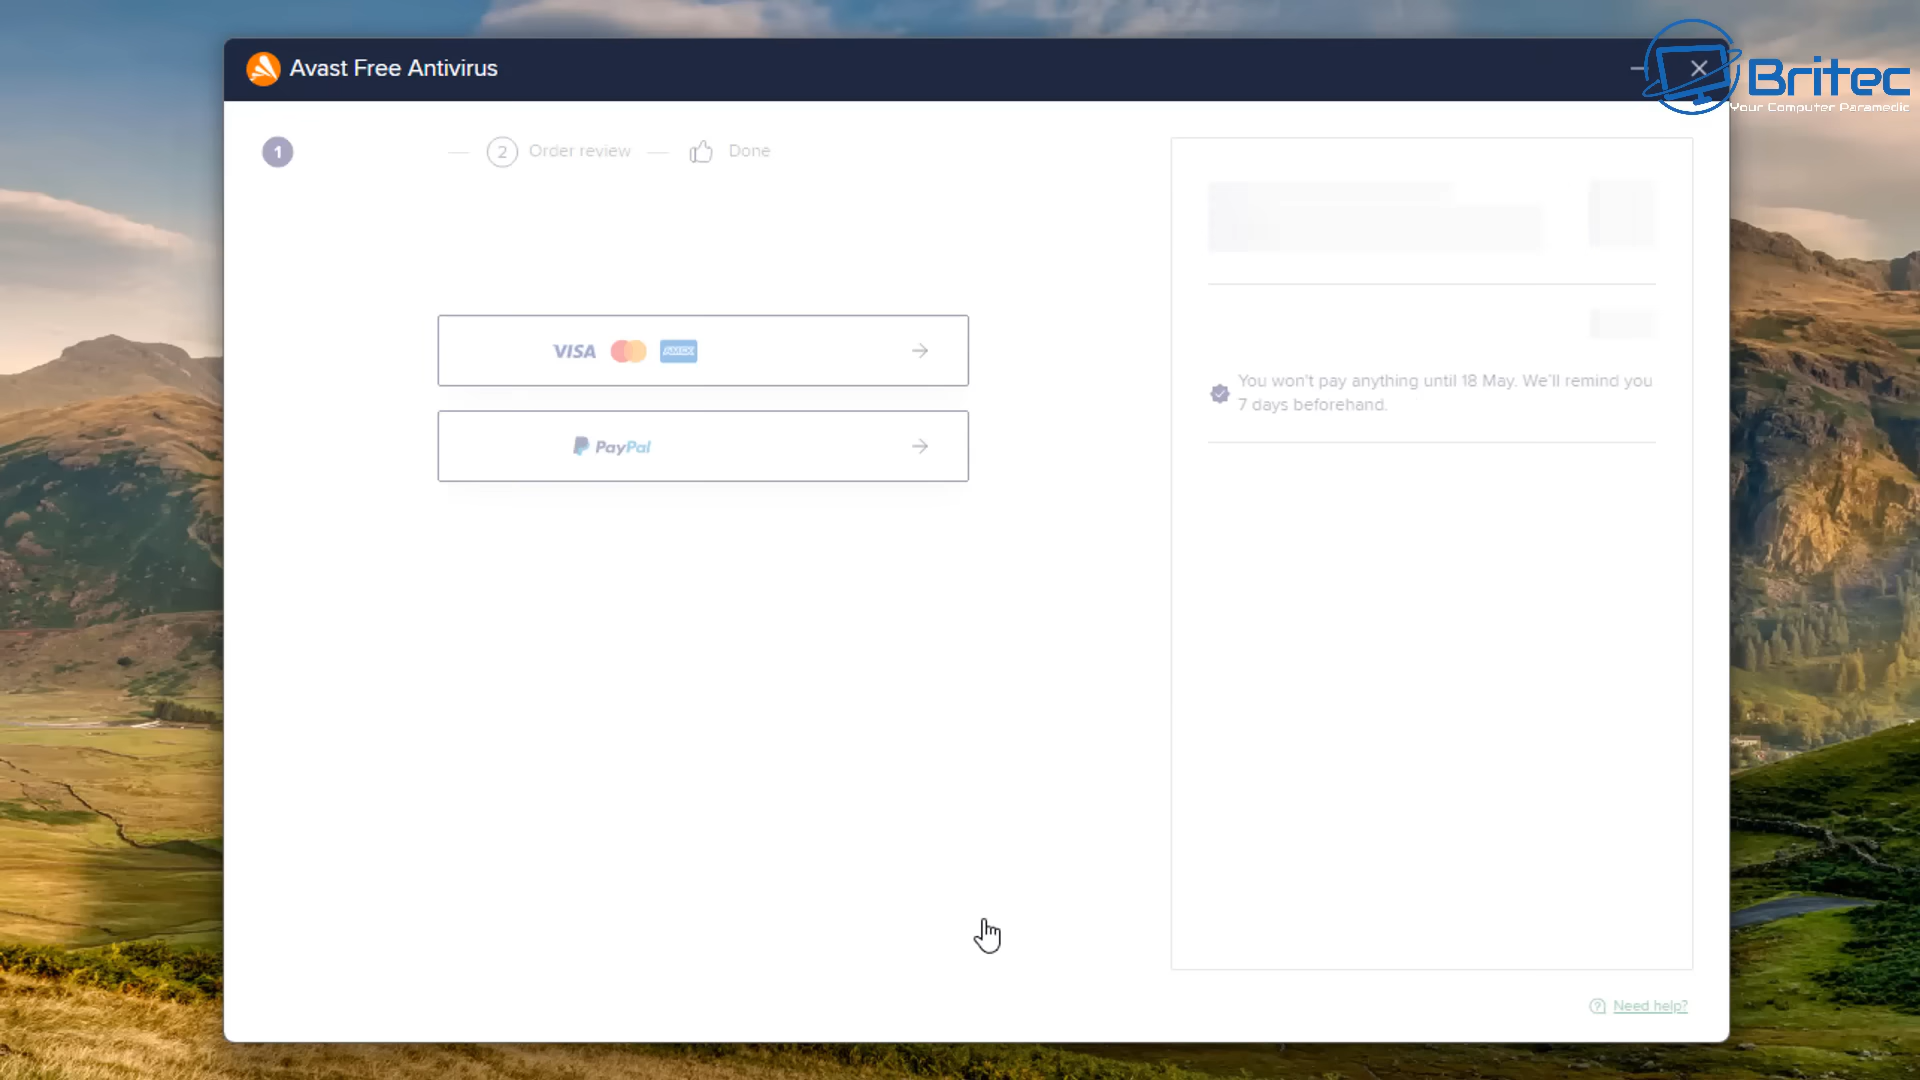 Avast Free Antivirus
Britec
Your Computer Paramedic
1
2 Order review
Done
VISA
AMEX
PayPal
You won't pay anything until 18 May. We'll remind you
7 days beforehand.
Need help?